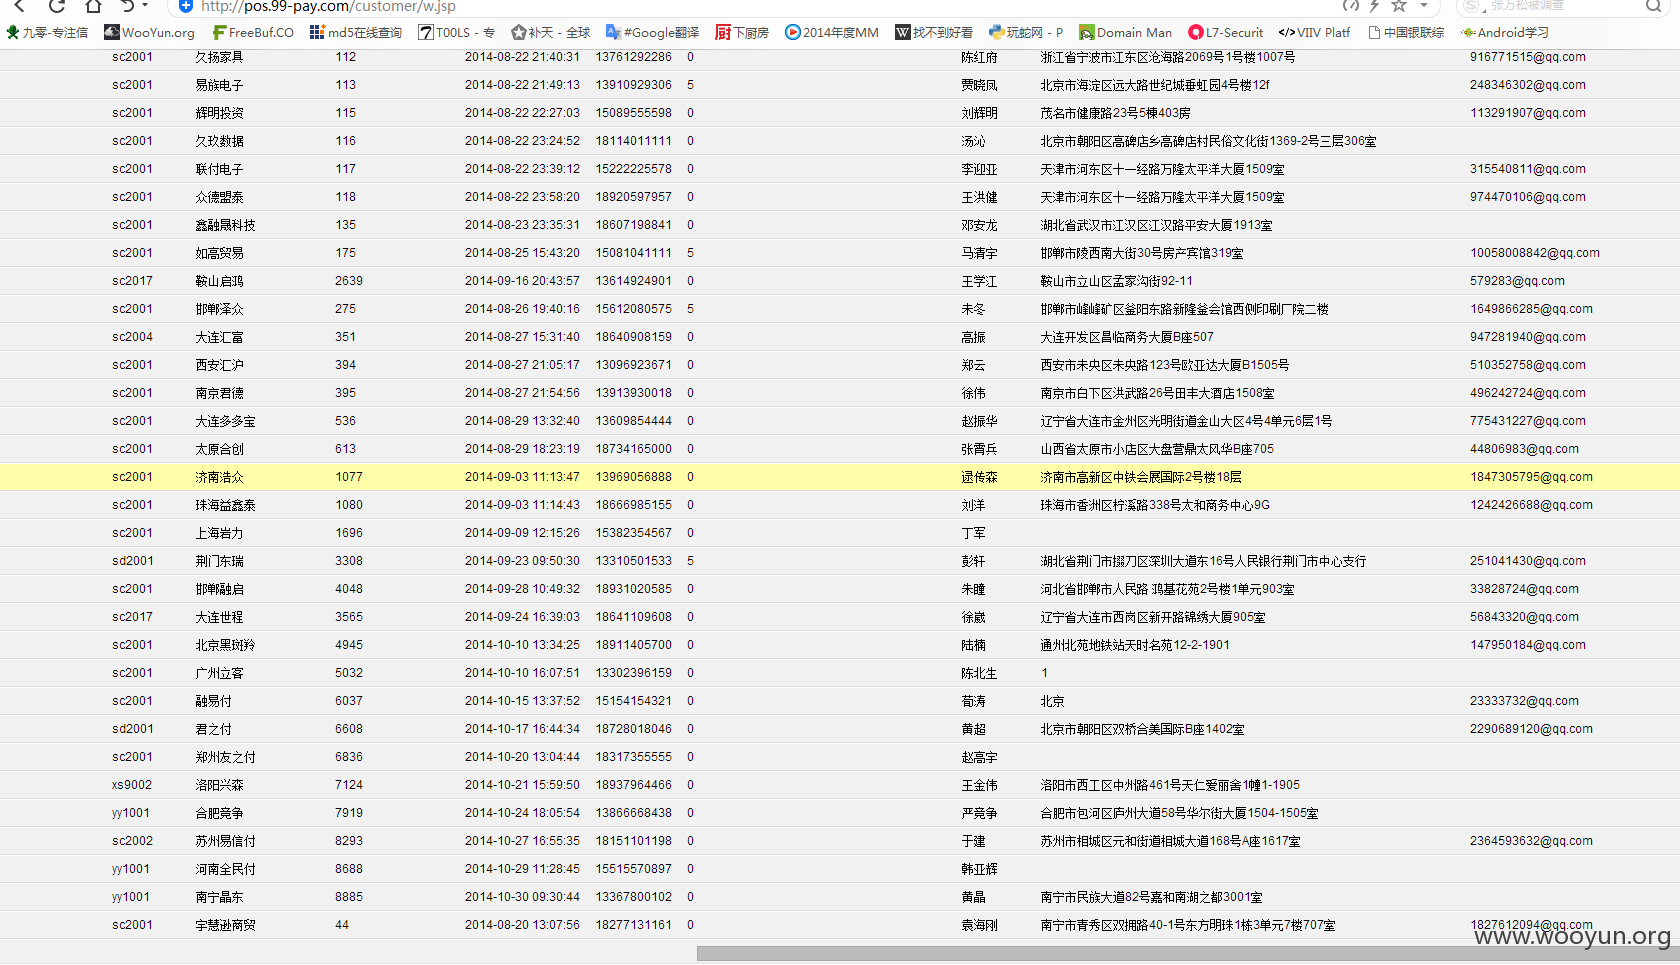 http://pos.99-pay.com/customer/w.jsp 张万松被调查
九零-专注信 WooYun.org FreeBuf.CO md5在线查询 T00LS - 专 补天 - 全球 #Google翻译 下厨房 2014年度MM 找不到好看 玩蛇网 - P Domain Man L7-Securit VIIV Platf 中国银联综 Android学习
sc2001 久扬家具 112 2014-08-22 21:40:31 13761292286 0 陈红府 浙江省宁波市江东区沧海路2069号1号楼1007号 916771515@qq.com
sc2001 易族电子 113 2014-08-22 21:49:13 13910929306 5 贾晓凤 北京市海淀区远大路世纪城垂虹园4号楼12f 248346302@qq.com
sc2001 辉明投资 115 2014-08-22 22:27:03 15089555598 0 刘辉明 茂名市健康路23号5棟403房 113291907@qq.com
sc2001 久玖数据 116 2014-08-22 23:24:52 18114011111 0 汤沁 北京市朝阳区高碑店乡高碑店村民俗文化街1369-2号三层306室
sc2001 联付电子 117 2014-08-22 23:39:12 15222225578 0 李迎亚 天津市河东区十一经路万隆太平洋大厦1509室 315540811@qq.com
sc2001 众德盟泰 118 2014-08-22 23:58:20 18920597957 0 王洪健 天津市河东区十一经路万隆太平洋大厦1509室 974470106@qq.com
sc2001 鑫融晟科技 135 2014-08-23 23:35:31 18607198841 0 邓安龙 湖北省武汉市江汉区江汉路平安大厦1913室
sc2001 如高贸易 175 2014-08-25 15:43:20 15081041111 5 马清宇 邯郸市陵西南大街30号房产宾馆319室 10058008842@qq.com
sc2017 鞍山启鸿 2639 2014-09-16 20:43:57 13614924901 0 王学江 鞍山市立山区孟家沟街92-11 579283@qq.com
sc2001 邯郸泽众 275 2014-08-26 19:40:16 15612080575 5 未冬 邯郸市峰峰矿区釜阳东路新隆釜会馆西侧印刷厂院二楼 1649866285@qq.com
sc2004 大连汇富 351 2014-08-27 15:31:40 18640908159 0 高振 大连开发区昌临商务大厦B座507 947281940@qq.com
sc2001 西安汇沪 394 2014-08-27 21:05:17 13096923671 0 郑云 西安市未央区未央路123号欧亚达大厦B1505号 510352758@qq.com
sc2001 南京君德 395 2014-08-27 21:54:56 13913930018 0 徐伟 南京市白下区洪武路26号田丰大酒店1508室 496242724@qq.com
sc2001 大连多多宝 536 2014-08-29 13:32:40 13609854444 0 赵振华 辽宁省大连市金州区光明街道金山大区4号4单元6层1号 775431227@qq.com
sc2001 太原合创 613 2014-08-29 18:23:19 18734165000 0 张霄兵 山西省太原市小店区大盘营鼎太风华B座705 44806983@qq.com
sc2001 济南浩众 1077 2014-09-03 11:13:47 13969056888 0 逯传森 济南市高新区中铁会展国际2号楼18层 1847305795@qq.com
sc2001 珠海益鑫泰 1080 2014-09-03 11:14:43 18666985155 0 刘洋 珠海市香洲区柠溪路338号太和商务中心9G 1242426688@qq.com
sc2001 上海岩力 1696 2014-09-09 12:15:26 15382354567 0 丁军
sd2001 荆门东瑞 3308 2014-09-23 09:50:30 13310501533 5 彭轩 湖北省荆门市掇刀区深圳大道东16号人民银行荆门市中心支行 251041430@qq.com
sc2001 邯郸融启 4048 2014-09-28 10:49:32 18931020585 0 朱瞳 河北省邯郸市人民路 鸿基花苑2号楼1单元903室 33828724@qq.com
sc2017 大连世程 3565 2014-09-24 16:39:03 18641109608 0 徐崴 辽宁省大连市西岗区新开路锦绣大厦905室 56843320@qq.com
sc2001 北京黑斑羚 4945 2014-10-10 13:34:25 18911405700 0 陆楠 通州北苑地铁站天时名苑12-2-1901 147950184@qq.com
sc2001 广州立客 5032 2014-10-10 16:07:51 13302396159 0 陈北生 1
sc2001 融易付 6037 2014-10-15 13:37:52 15154154321 0 荀涛 北京 23333732@qq.com
sd2001 君之付 6608 2014-10-17 16:44:34 18728018046 0 黄超 北京市朝阳区双桥合美国际B座1402室 2290689120@qq.com
sc2001 郑州友之付 6836 2014-10-20 13:04:44 18317355555 0 赵高宇
xs9002 洛阳兴森 7124 2014-10-21 15:59:50 18937964466 0 王金伟 洛阳市西工区中州路461号天仁爱丽舍1幢1-1905
yy1001 合肥竞争 7919 2014-10-24 18:05:54 13866668438 0 严竞争 合肥市包河区庐州大道58号华尔街大厦1504-1505室
sc2002 苏州易信付 8293 2014-10-27 16:55:35 18151101198 0 于建 苏州市相城区元和街道相城大道168号A座1617室 2364593632@qq.com
yy1001 河南全民付 8688 2014-10-29 11:28:45 15515570897 0 韩亚辉
yy1001 南宁晶东 8885 2014-10-30 09:30:44 13367800102 0 黄晶 南宁市民族大道82号嘉和南湖之都3001室
sc2001 宇慧逊商贸 44 2014-08-20 13:07:56 18277131161 0 袁海刚 南宁市青秀区双拥路40-1号东方明珠1栋3单元7楼707室 1827612094@qq.com
www.wooyun.org